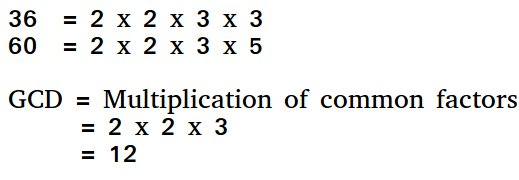 36 = 2 x 2 x 3 x 3
60 = 2 x 2 x 3 x 5
GCD = Multiplication of common factors
= 2 x 2 x 3
= 12